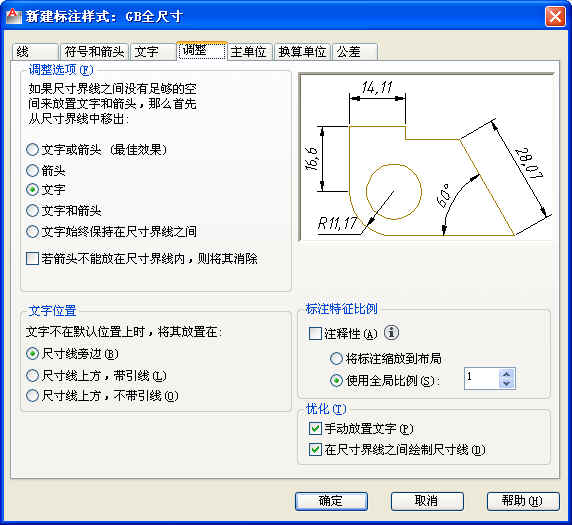 新建标注样式: GB全尺寸
线 符号和箭头 文字 调整 主单位 换算单位 公差
调整选项(F)
如果尺寸界线之间没有足够的空
间来放置文字和箭头，那么首先
从尺寸界线中移出:
文字或箭头 (最佳效果)
箭头
文字
文字和箭头
文字始终保持在尺寸界线之间
若箭头不能放在尺寸界线内，则将其消除
14,11
16,6
28,07
60°
R11,17
文字位置
文字不在默认位置上时，将其放置在:
尺寸线旁边(B)
尺寸线上方，带引线(L)
尺寸线上方，不带引线(O)
标注特征比例
注释性(A)
将标注缩放到布局
使用全局比例(S):
1
优化(T)
手动放置文字(P)
在尺寸界线之间绘制尺寸线(D)
确定 取消 帮助(H)